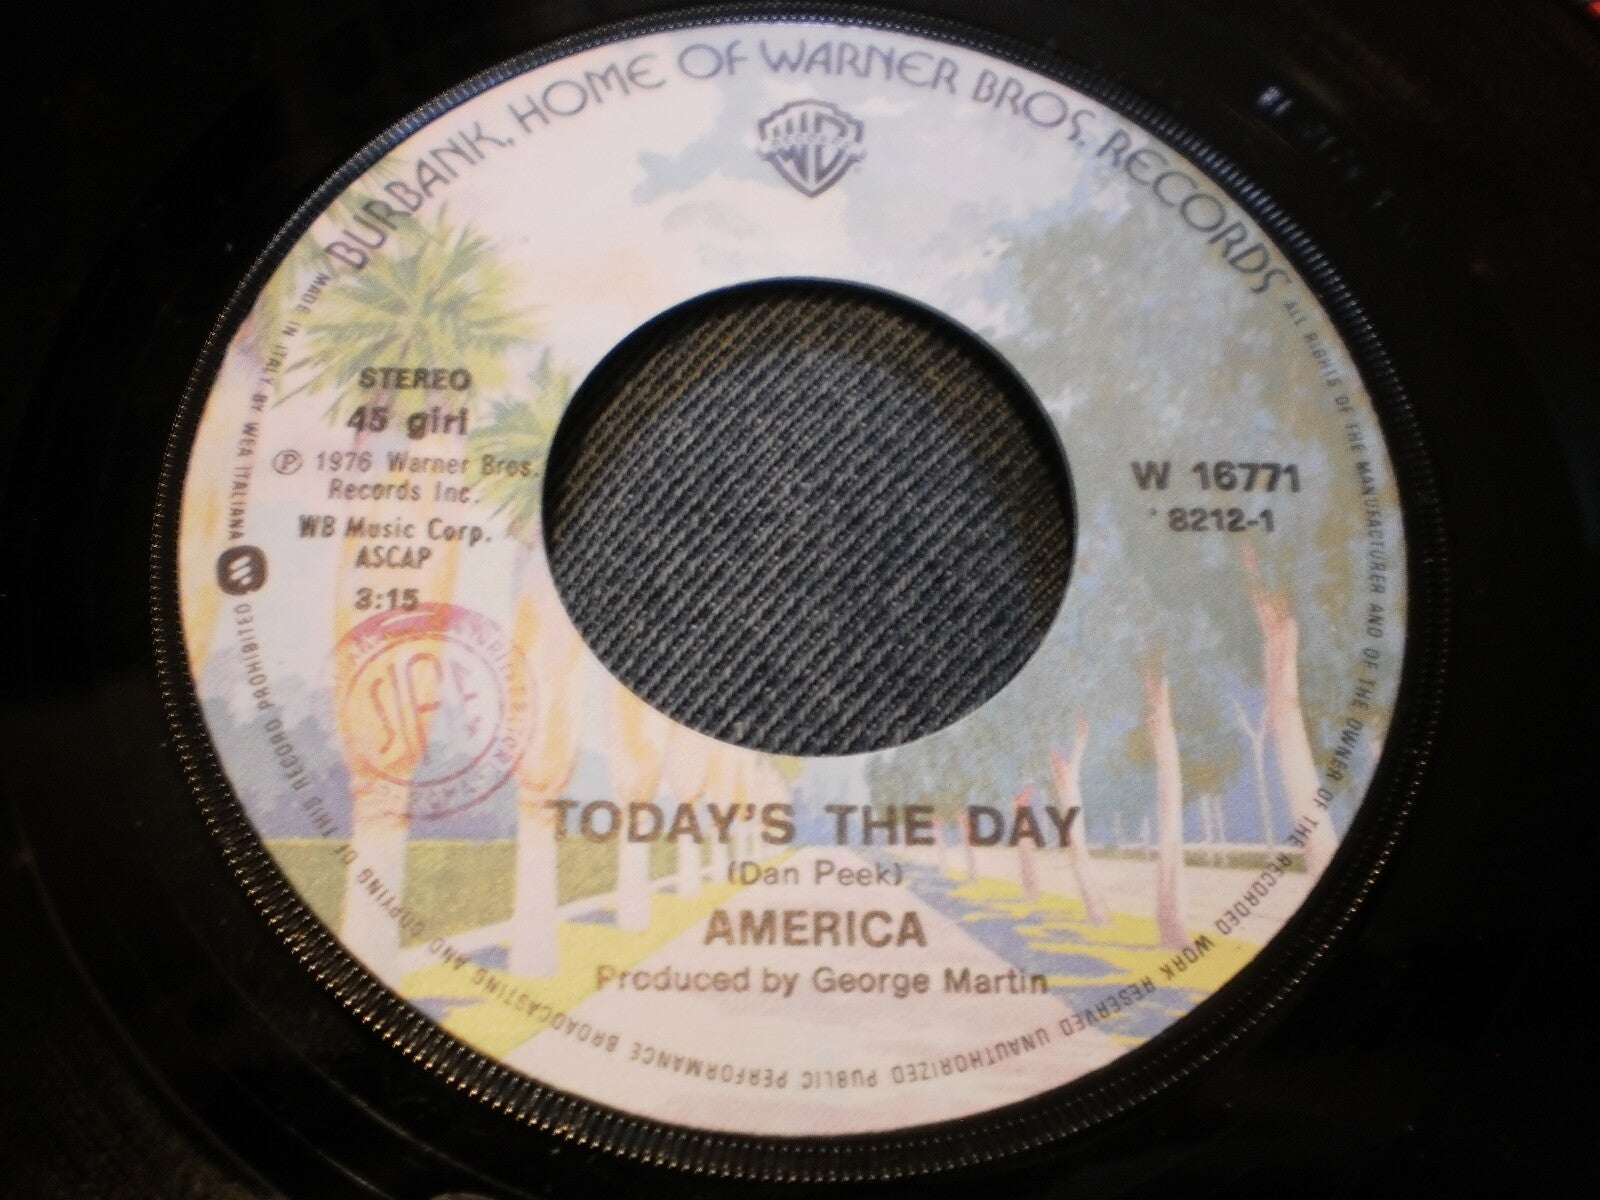 BURBANK, HOME OF WARNER BROS. RECORDS
STEREO
45 giri
℗ 1976 Warner Bros.
Records Inc.
WB Music Corp.
ASCAP
3:15
W 16771
8212-1
TODAY'S THE DAY
(Dan Peek)
AMERICA
Produced by George Martin
MADE IN ITALY BY WEA ITALIANA
ALL RIGHTS OF THE MANUFACTURER AND OF THE OWNER OF THE RECORDED WORK RESERVED UNAUTHORIZED PUBLIC PERFORMANCE BROADCASTING AND COPYING OF THIS RECORD PROHIBITED